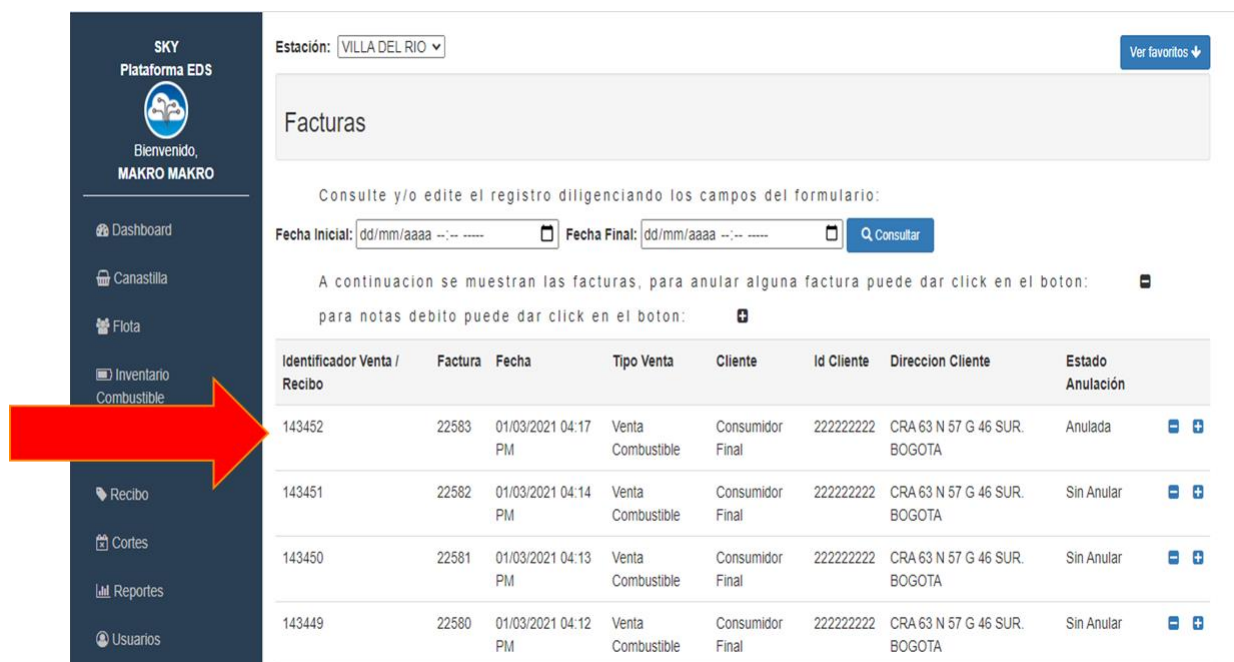 SKY
Plataforma EDS
Bienvenido,
MAKRO MAKRO
Dashboard
Canastilla
Flota
Inventario
Combustible
Recibo
Cortes
Reportes
Usuarios
Estación: VILLA DEL RIO
Ver favoritos
Facturas
Consulte y/o edite el registro diligenciando los campos del formulario:
Fecha Inicial: dd/mm/aaaa --:-- ----- Fecha Final: dd/mm/aaaa --:-- ----- Consultar
A continuacion se muestran las facturas, para anular alguna factura puede dar click en el boton:
para notas debito puede dar click en el boton:
Identificador Venta / Factura Fecha Tipo Venta Cliente Id Cliente Direccion Cliente Estado
Recibo Anulación
143452 22583 01/03/2021 04:17 Venta Consumidor 222222222 CRA 63 N 57 G 46 SUR. Anulada
PM Combustible Final BOGOTA
143451 22582 01/03/2021 04:14 Venta Consumidor 222222222 CRA 63 N 57 G 46 SUR. Sin Anular
PM Combustible Final BOGOTA
143450 22581 01/03/2021 04:13 Venta Consumidor 222222222 CRA 63 N 57 G 46 SUR. Sin Anular
PM Combustible Final BOGOTA
143449 22580 01/03/2021 04:12 Venta Consumidor 222222222 CRA 63 N 57 G 46 SUR. Sin Anular
PM Combustible Final BOGOTA